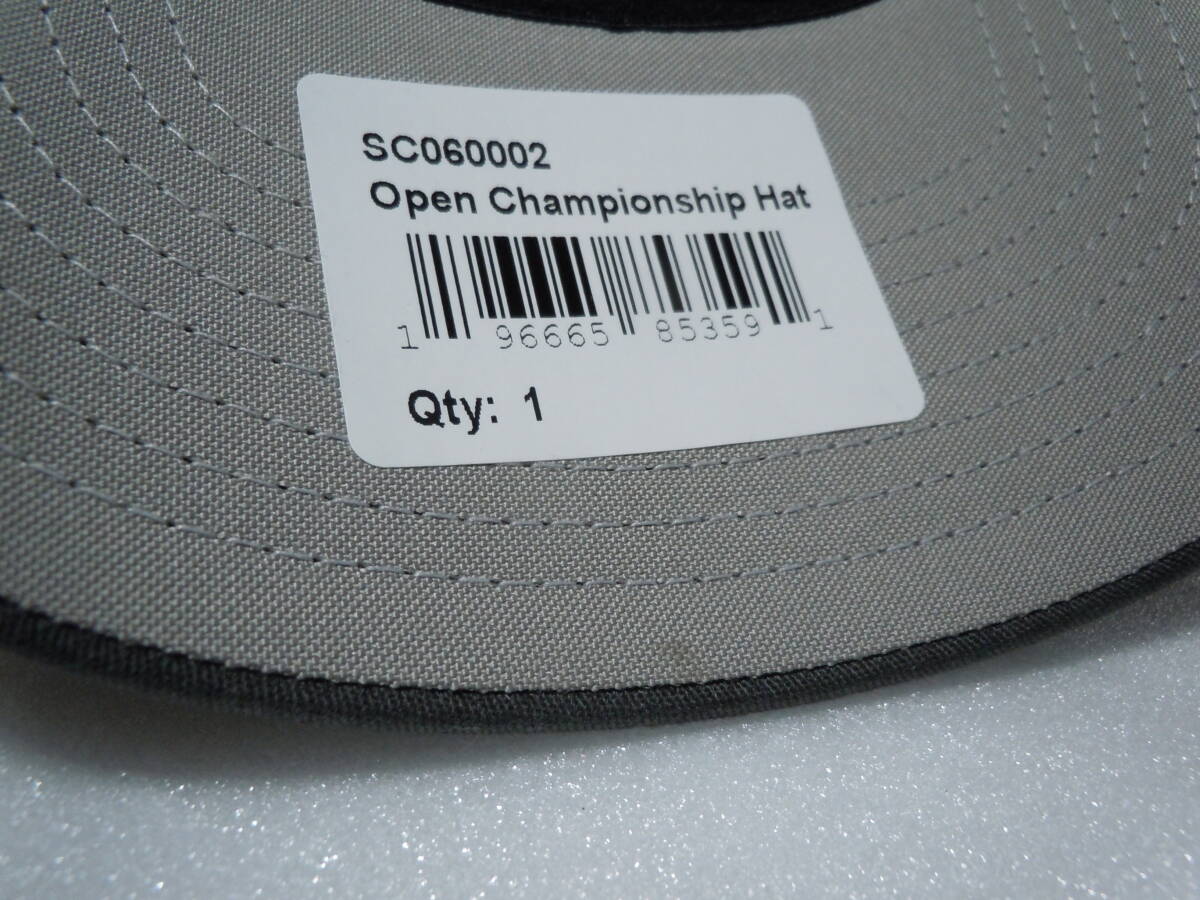 SC060002
Open Championship Hat
1 96665 85359 1
Qty: 1